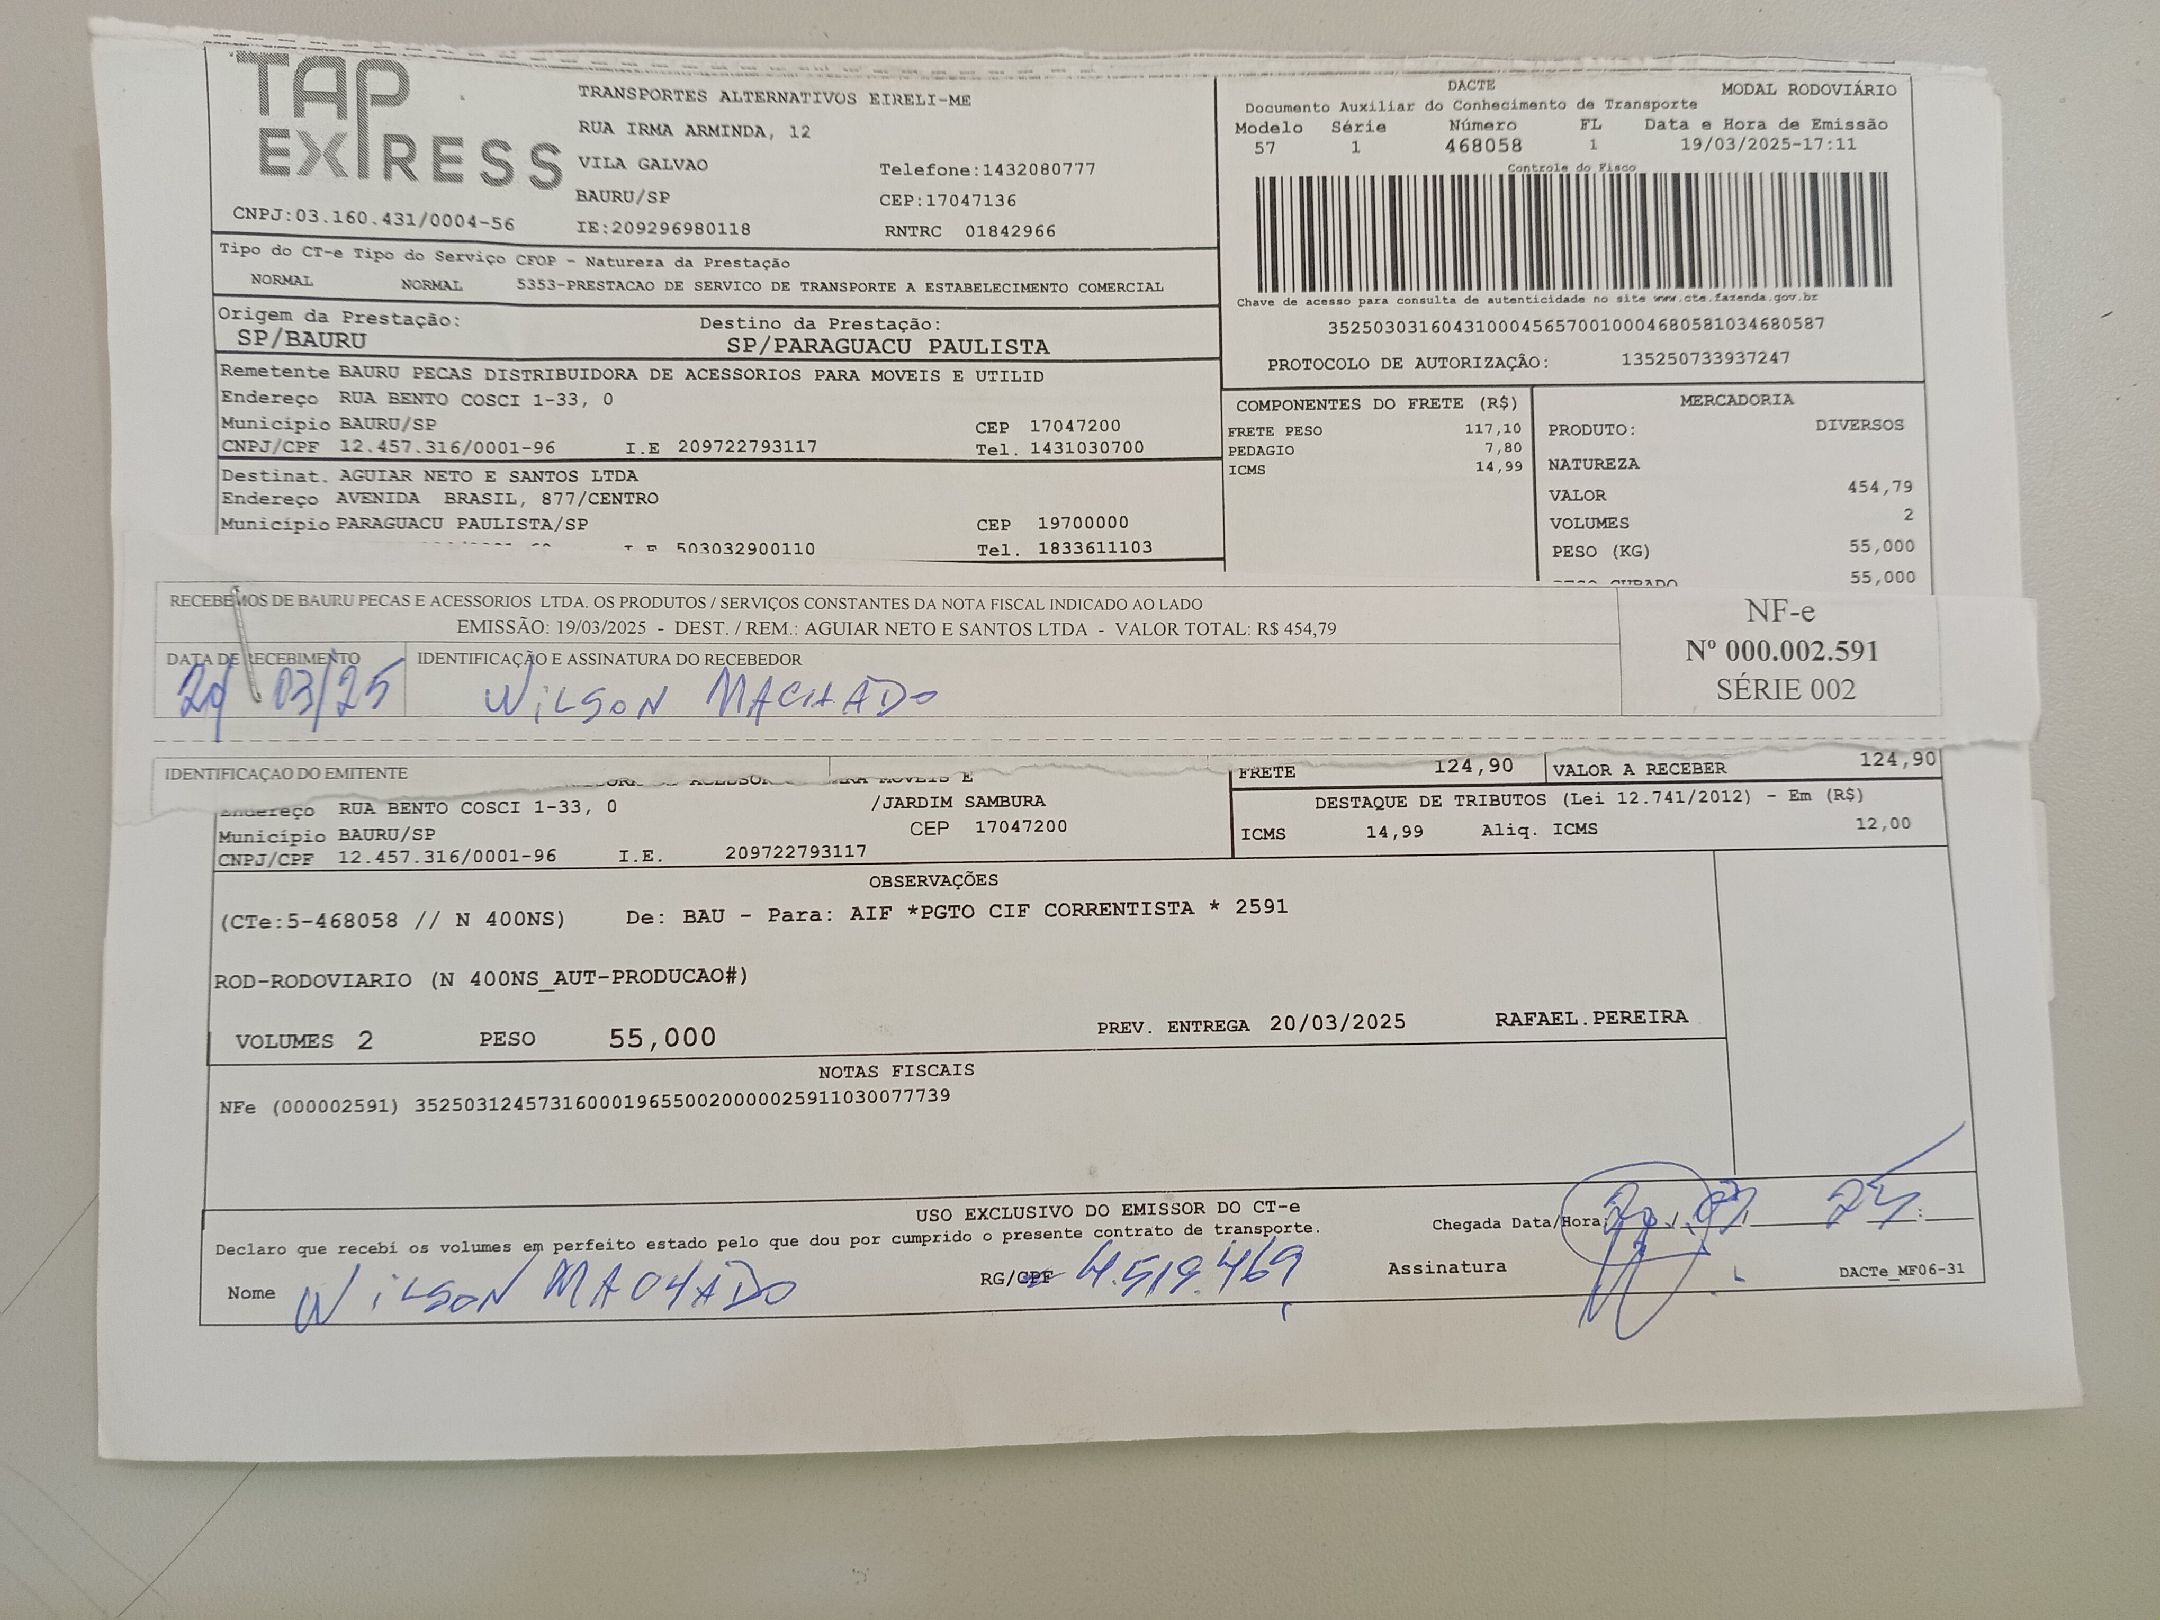 TAP EXPRESS
CNPJ:03.160.431/0004-56
TRANSPORTES ALTERNATIVOS EIRELI-ME
RUA IRMA ARMINDA, 12
VILA GALVAO Telefone:1432080777
BAURU/SP CEP:17047136
IE:209296980118 RNTRC 01842966
DACTE MODAL RODOVIÁRIO
Documento Auxiliar do Conhecimento de Transporte
Modelo Série Número FL Data e Hora de Emissão
57 1 468058 1 19/03/2025-17:11
Controle do Fisco
Chave de acesso para consulta de autenticidade no site www.cte.fazenda.gov.br
35250303160431000456570010004680581034680587
PROTOCOLO DE AUTORIZAÇÃO: 135250733937247
Tipo do CT-e Tipo do Serviço CFOP - Natureza da Prestação
NORMAL NORMAL 5353-PRESTACAO DE SERVICO DE TRANSPORTE A ESTABELECIMENTO COMERCIAL
Origem da Prestação: Destino da Prestação:
SP/BAURU SP/PARAGUACU PAULISTA
Remetente BAURU PECAS DISTRIBUIDORA DE ACESSORIOS PARA MOVEIS E UTILID
Endereço RUA BENTO COSCI 1-33, 0
Município BAURU/SP CEP 17047200
CNPJ/CPF 12.457.316/0001-96 I.E 209722793117 Tel. 1431030700
Destinat. AGUIAR NETO E SANTOS LTDA
Endereço AVENIDA BRASIL, 877/CENTRO
Município PARAGUACU PAULISTA/SP CEP 19700000
503032900110 Tel. 1833611103
COMPONENTES DO FRETE (R$)
FRETE PESO 117,10
PEDAGIO 7,80
ICMS 14,99
MERCADORIA
PRODUTO: DIVERSOS
NATUREZA
VALOR 454,79
VOLUMES 2
PESO (KG) 55,000
55,000
RECEBEMOS DE BAURU PECAS E ACESSORIOS LTDA. OS PRODUTOS / SERVIÇOS CONSTANTES DA NOTA FISCAL INDICADO AO LADO
EMISSÃO: 19/03/2025 - DEST. / REM.: AGUIAR NETO E SANTOS LTDA - VALOR TOTAL: R$ 454,79
DATA DE RECEBIMENTO IDENTIFICAÇÃO E ASSINATURA DO RECEBEDOR
20/03/25 WILSON MACHADO
NF-e
Nº 000.002.591
SÉRIE 002
IDENTIFICAÇÃO DO EMITENTE
FRETE 124,90 VALOR A RECEBER 124,90
Endereço RUA BENTO COSCI 1-33, 0 /JARDIM SAMBURA
Município BAURU/SP CEP 17047200
CNPJ/CPF 12.457.316/0001-96 I.E. 209722793117
DESTAQUE DE TRIBUTOS (Lei 12.741/2012) - Em (R$)
ICMS 14,99 Aliq. ICMS 12,00
OBSERVAÇÕES
(CTe:5-468058 // N 400NS) De: BAU - Para: AIF *PGTO CIF CORRENTISTA * 2591
ROD-RODOVIARIO (N 400NS_AUT-PRODUCAO#)
VOLUMES 2 PESO 55,000 PREV. ENTREGA 20/03/2025 RAFAEL.PEREIRA
NOTAS FISCAIS
NFe (000002591) 35250312457316000196550020000025911030077739
USO EXCLUSIVO DO EMISSOR DO CT-e
Declaro que recebi os volumes em perfeito estado pelo que dou por cumprido o presente contrato de transporte.
Chegada Data/Hora: 20/03/25
Nome WILSON MACHADO RG/CPF 4.519.469 Assinatura
DACTe_MF06-31